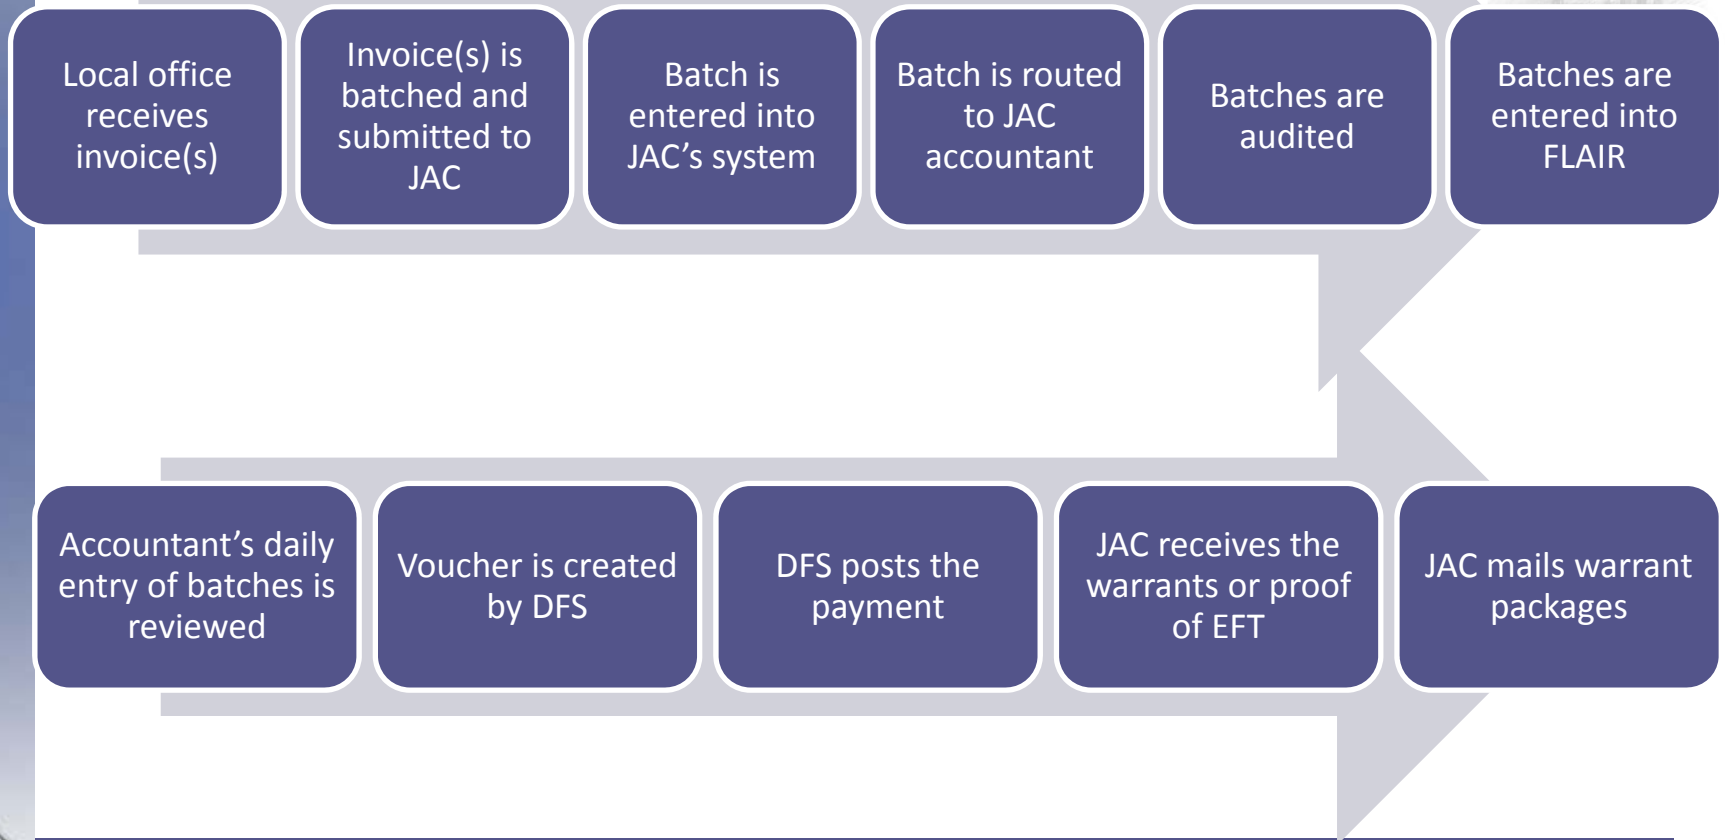 Local office
receives
invoice(s)
Invoice(s) is
batched and
submitted to
JAC
Batch is
entered into
JAC’s system
Batch is routed
to JAC
accountant
Batches are
audited
Batches are
entered into
FLAIR
Accountant’s daily
entry of batches is
reviewed
Voucher is created
by DFS
DFS posts the
payment
JAC receives the
warrants or proof
of EFT
JAC mails warrant
packages